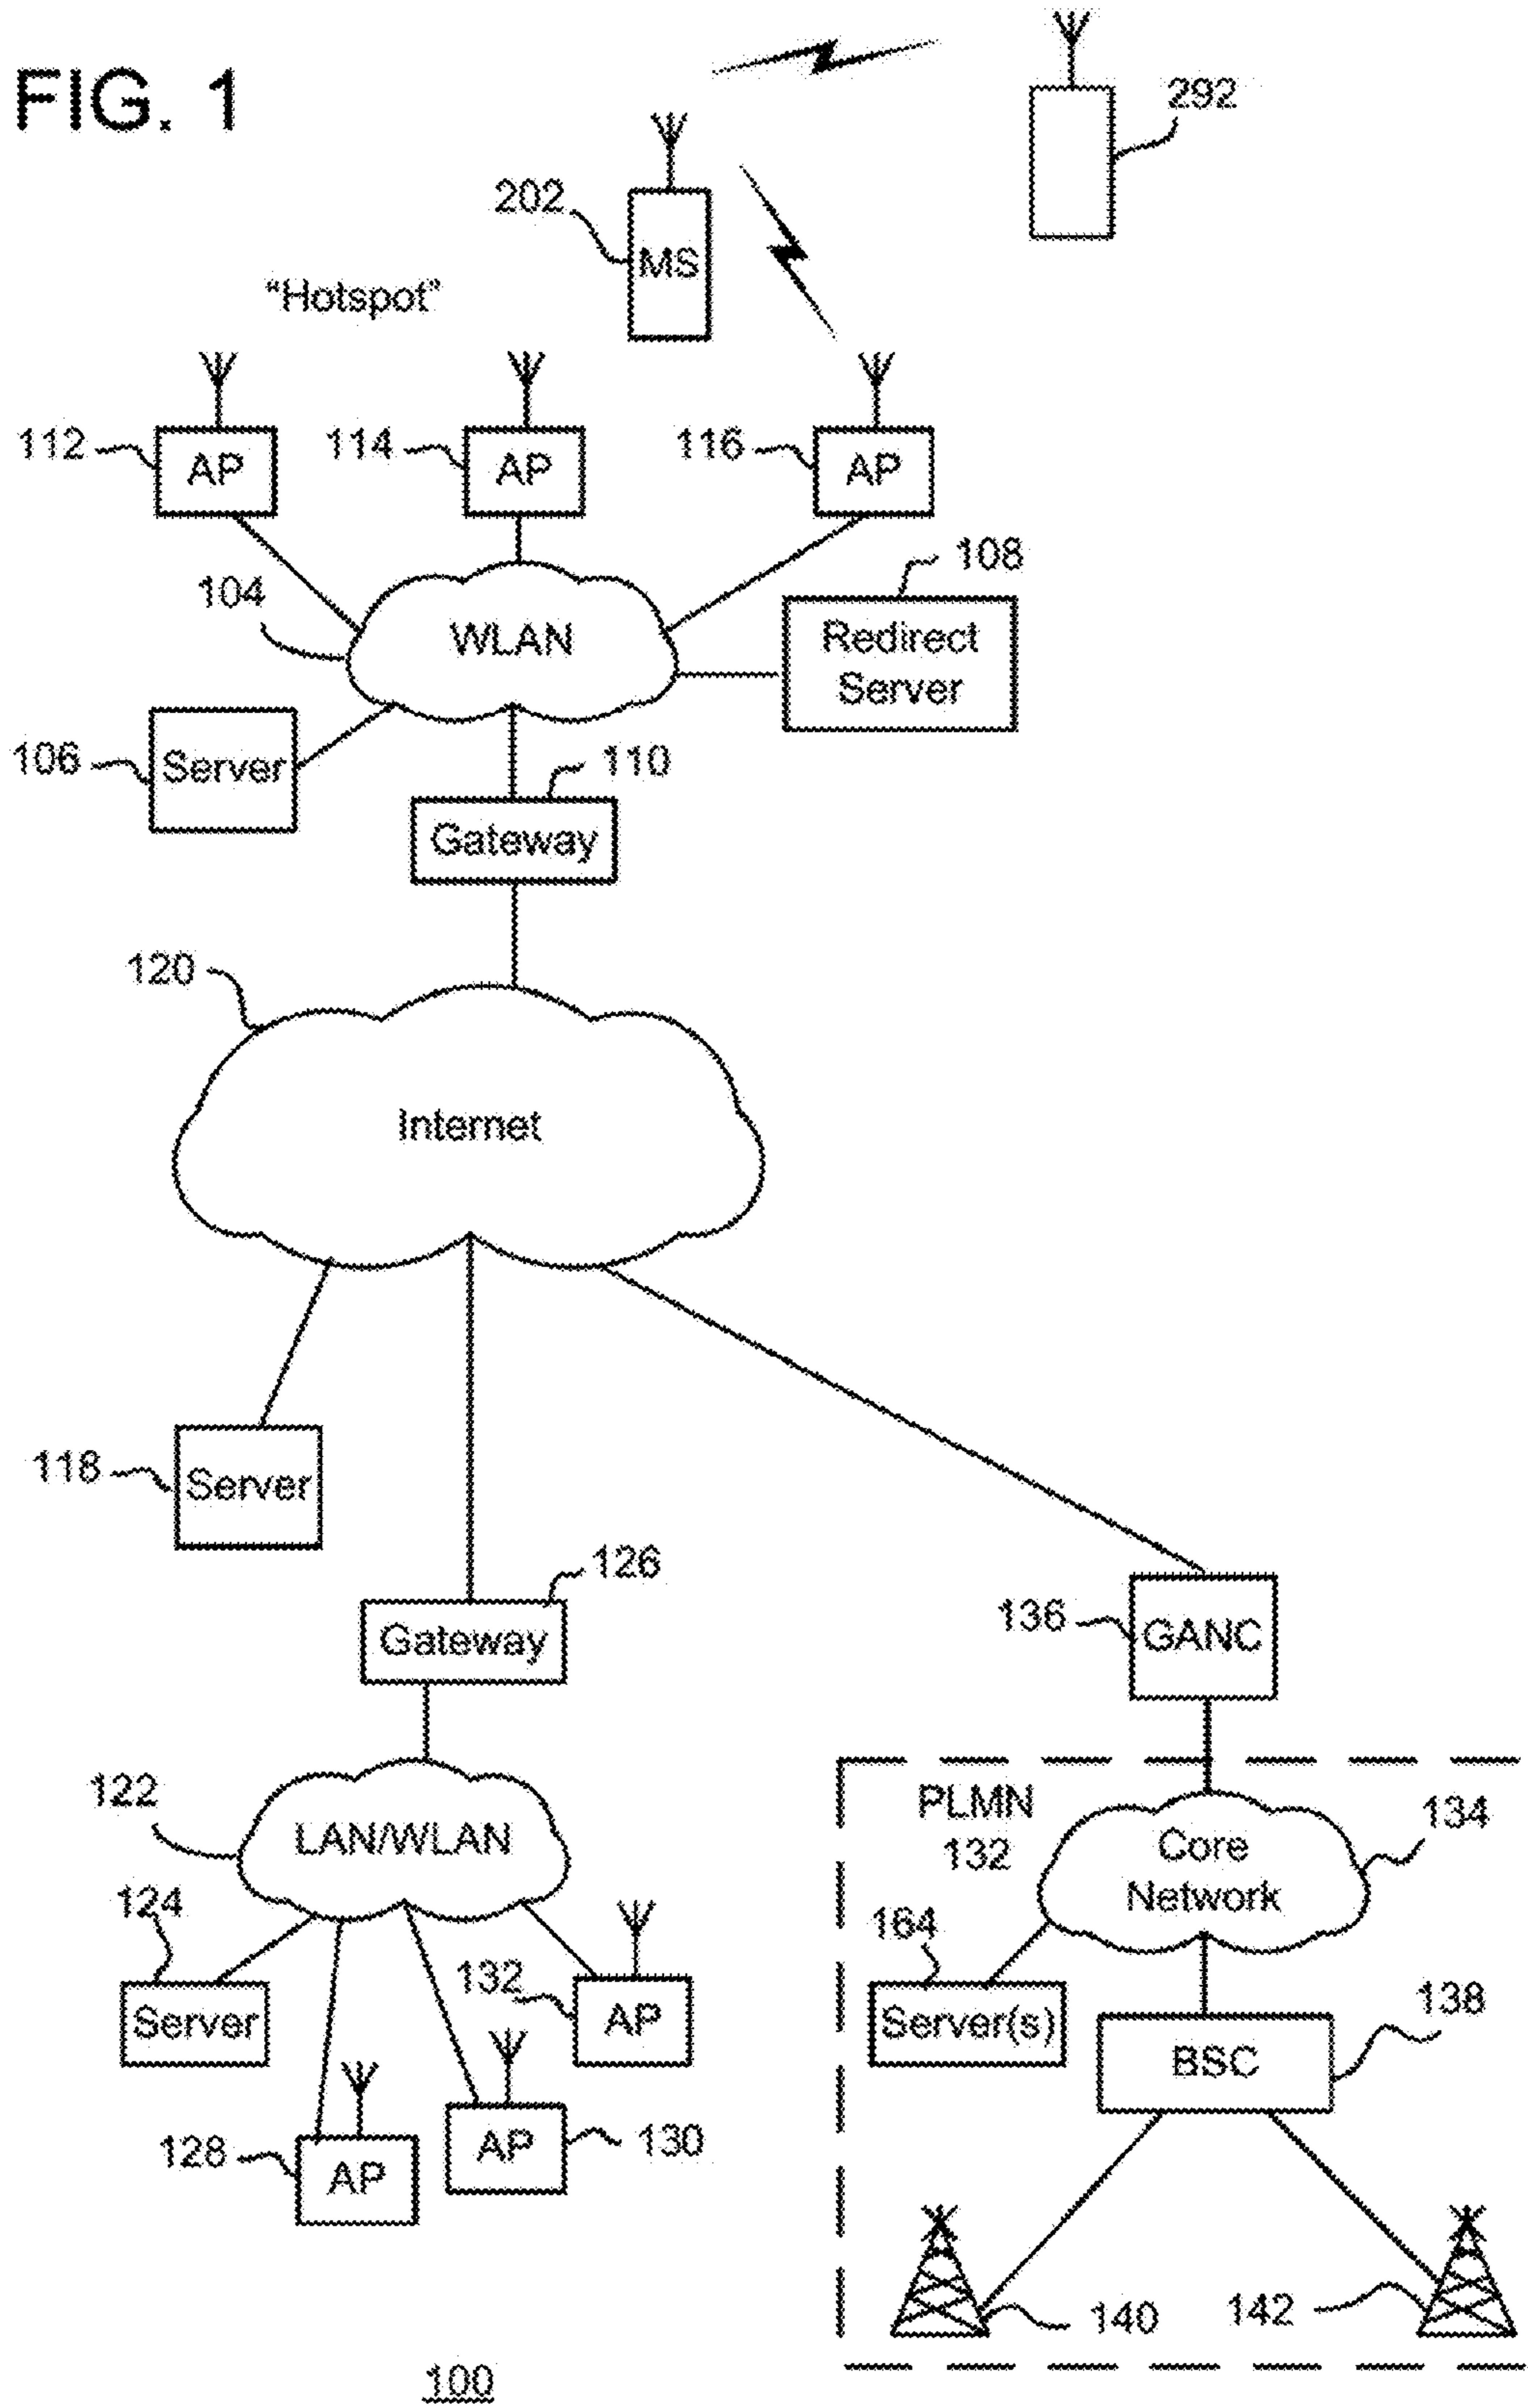 FIG. 1
292
202
MS
"Hotspot"
112
AP
114
AP
116
AP
104
WLAN
108
Redirect
Server
106
Server
110
Gateway
120
Internet
118
Server
126
Gateway
136
GANC
122
LAN/WLAN
PLMN
132
Core
Network
134
124
Server
132
AP
164
Server(s)
138
BSC
128
AP
AP
130
140
142
100